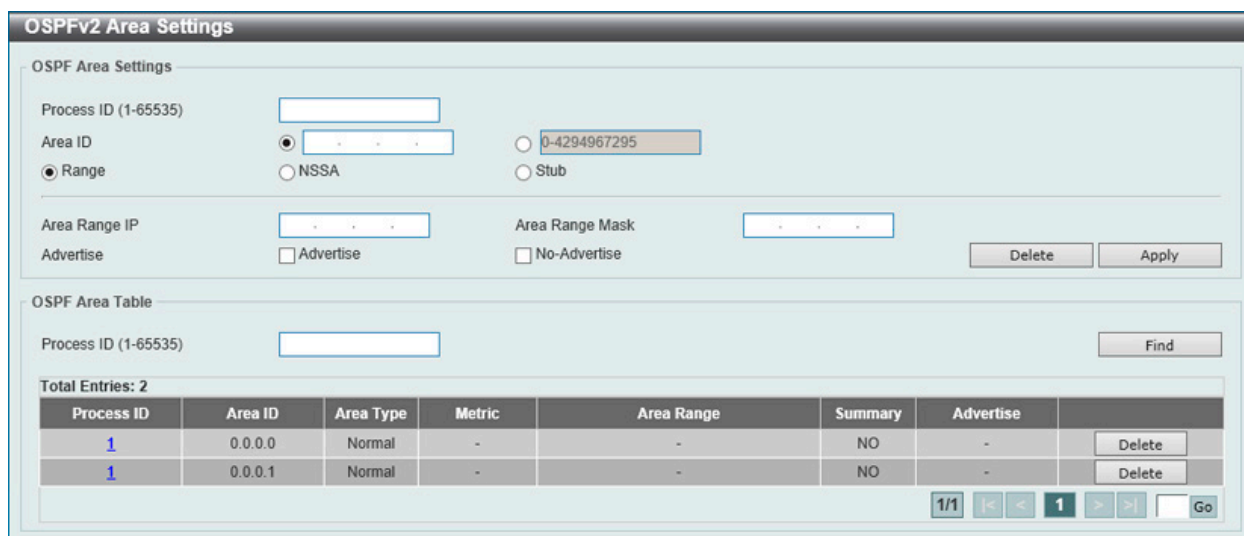 OSPFv2 Area Settings
OSPF Area Settings
Process ID (1-65535)
Area ID . . . 0-4294967295
Range NSSA Stub
Area Range IP . . . Area Range Mask . . .
Advertise Advertise No-Advertise Delete Apply
OSPF Area Table
Process ID (1-65535) Find
Total Entries: 2
Process ID Area ID Area Type Metric Area Range Summary Advertise
1 0.0.0.0 Normal - - NO - Delete
1 0.0.0.1 Normal - - NO - Delete
1/1 |< < 1 > >| Go